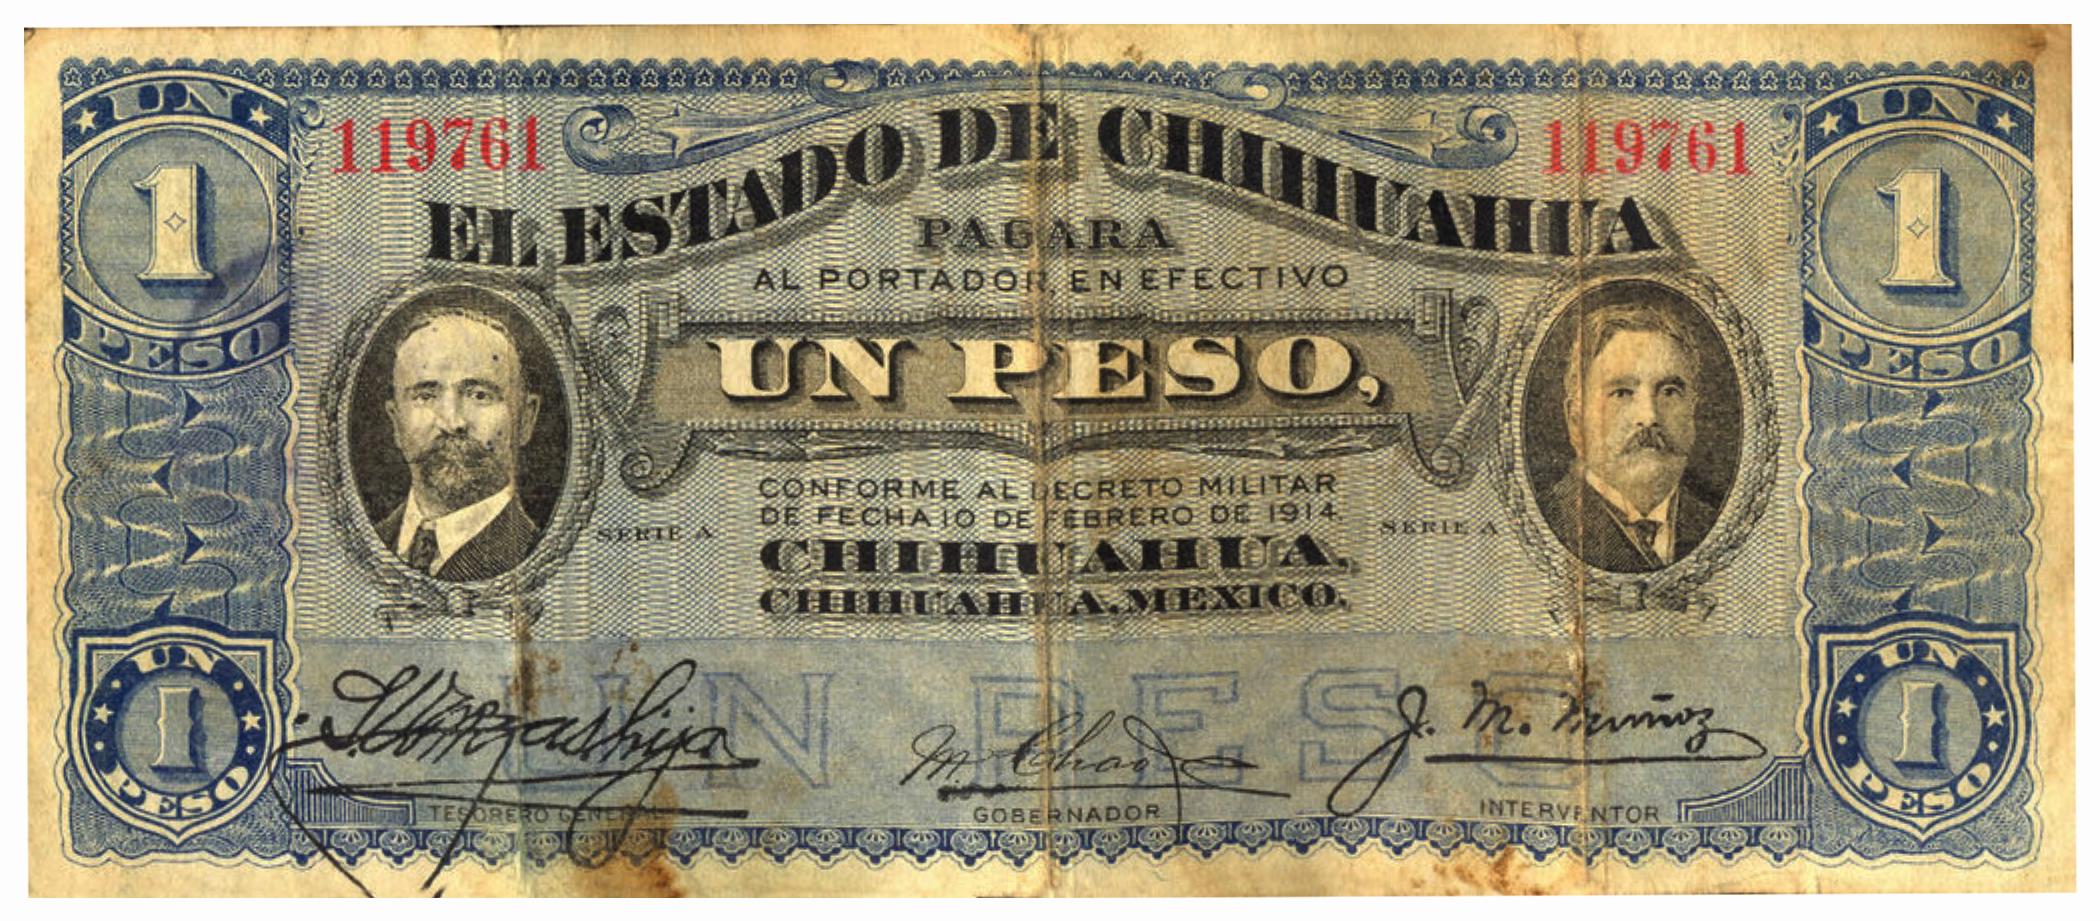 UN
1
PESO
119761
119761
UN
1
PESO
EL ESTADO DE CHIHUAHUA
PAGARA
AL PORTADOR, EN EFECTIVO
UN PESO,
CONFORME AL DECRETO MILITAR
DE FECHA 10 DE FEBRERO DE 1914.
SERIE A
SERIE A
CHIHUAHUA,
CHIHUAHUA, MEXICO.
UN PESO
UN
1
PESO
M. Chao
J. M. Muñoz
UN
1
PESO
TESORERO GENERAL
GOBERNADOR
INTERVENTOR